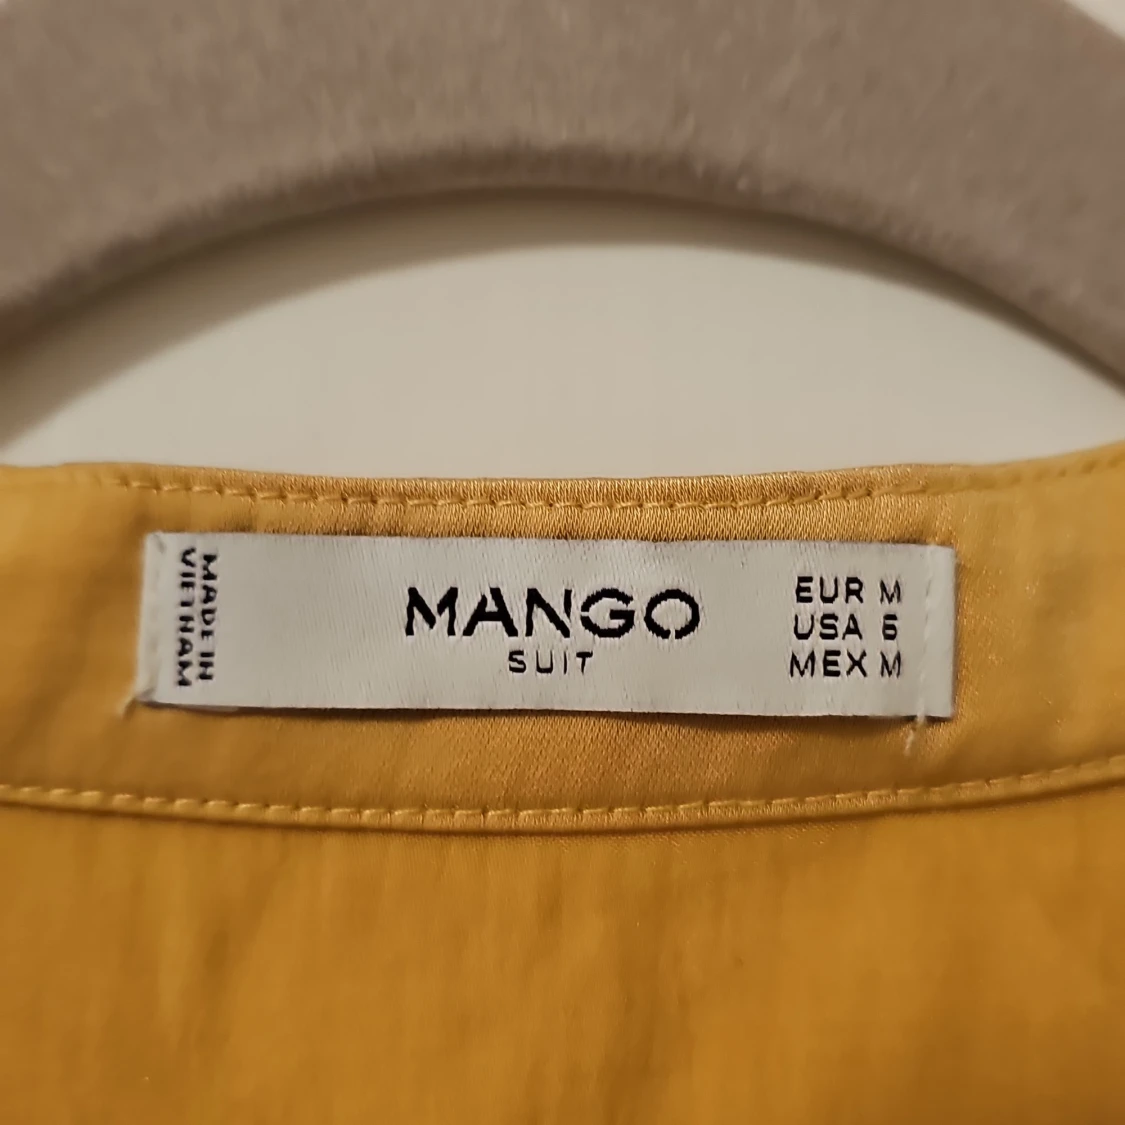 MADE IN
VIETNAM
MANGO
SUIT
EUR M
USA 6
MEX M